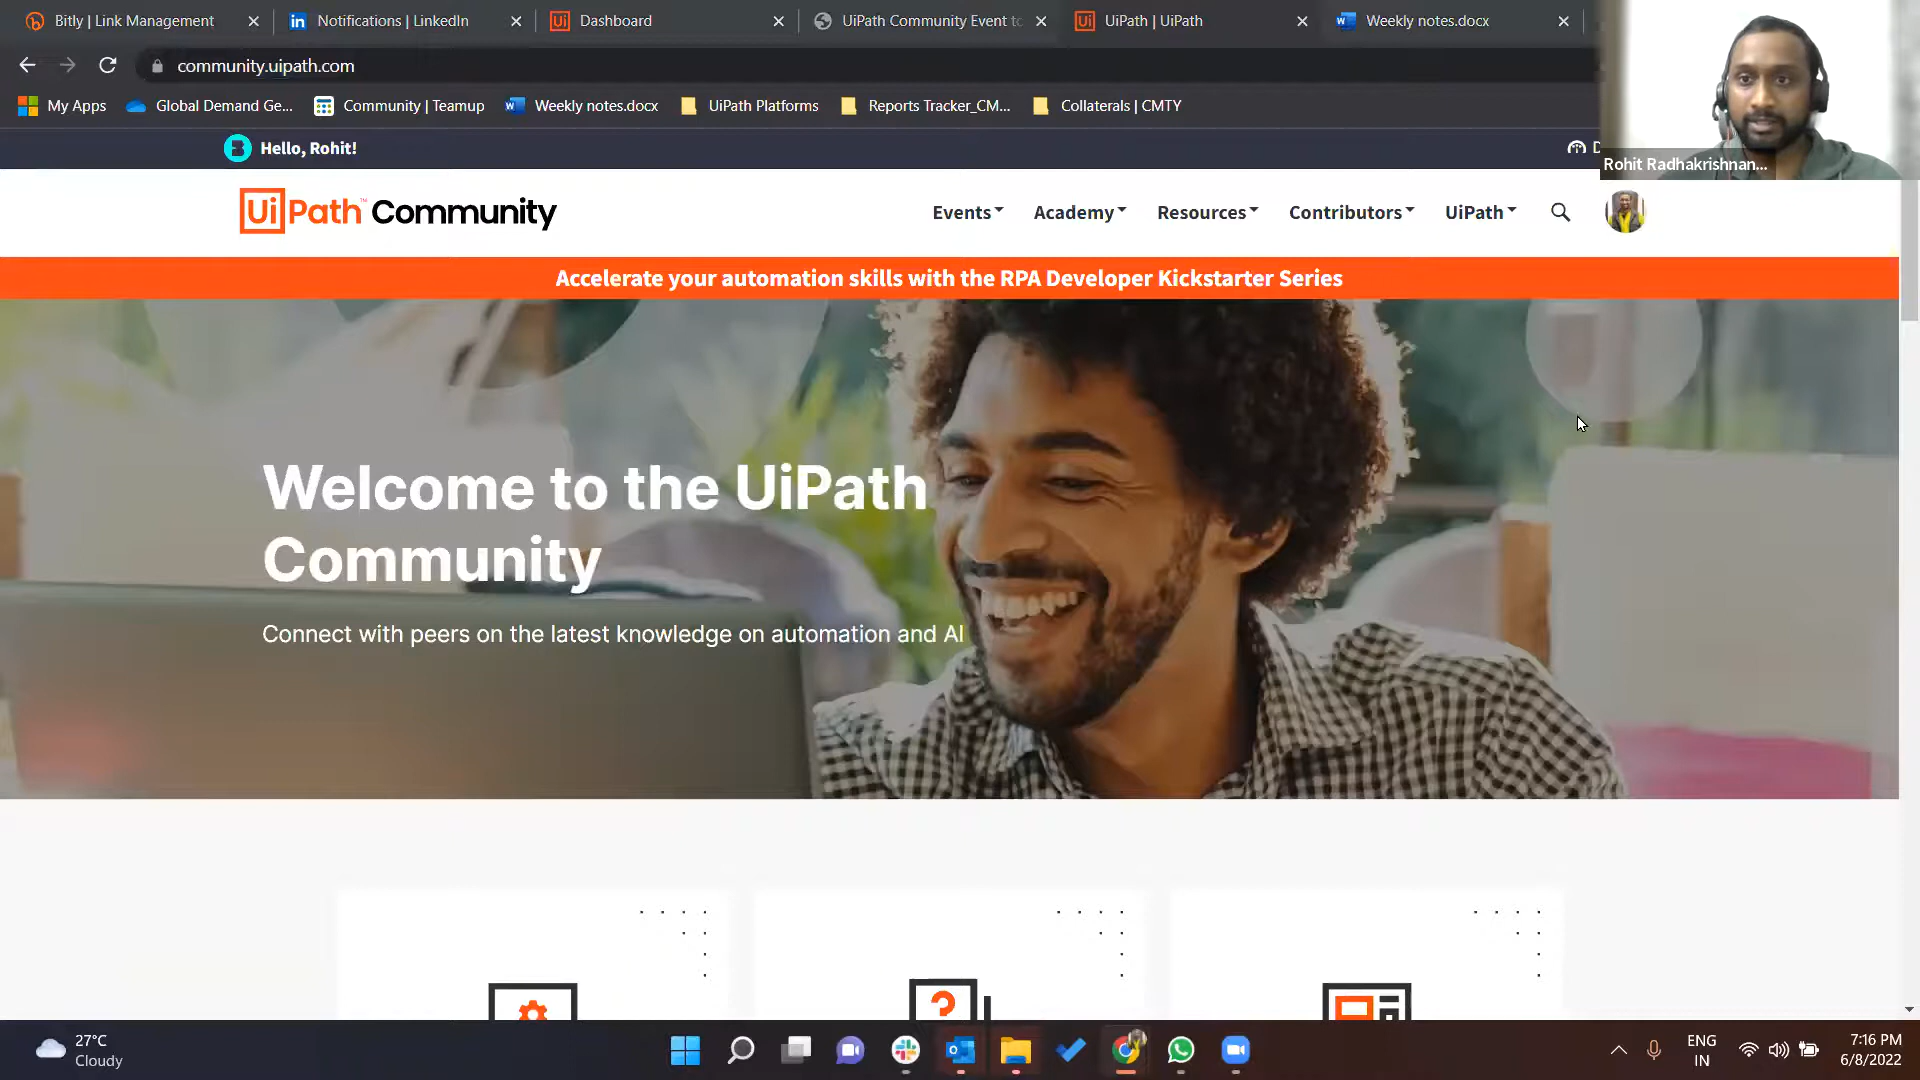 Bitly | Link Management
Notifications | LinkedIn
Dashboard
UiPath Community Event to
UiPath | UiPath
Weekly notes.docx
community.uipath.com
My Apps
Global Demand Ge...
Community | Teamup
Weekly notes.docx
UiPath Platforms
Reports Tracker_CM...
Collaterals | CMTY
Hello, Rohit!
D
Rohit Radhakrishnan...
UiPath Community
Events
Academy
Resources
Contributors
UiPath
Accelerate your automation skills with the RPA Developer Kickstarter Series
Welcome to the UiPath
Community
Connect with peers on the latest knowledge on automation and AI
27°C
Cloudy
ENG
IN
7:16 PM
6/8/2022